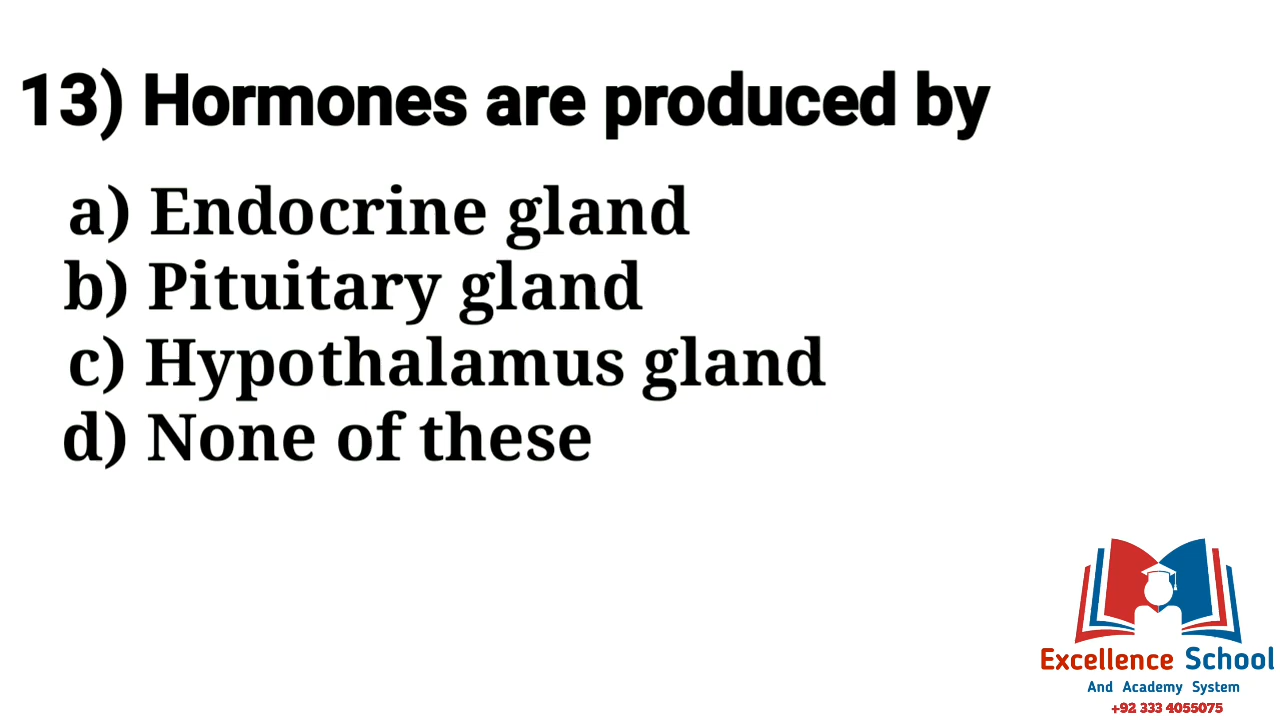 13) Hormones are produced by
a) Endocrine gland
b) Pituitary gland
c) Hypothalamus gland
d) None of these
Excellence School
And Academy System
+92 333 4055075